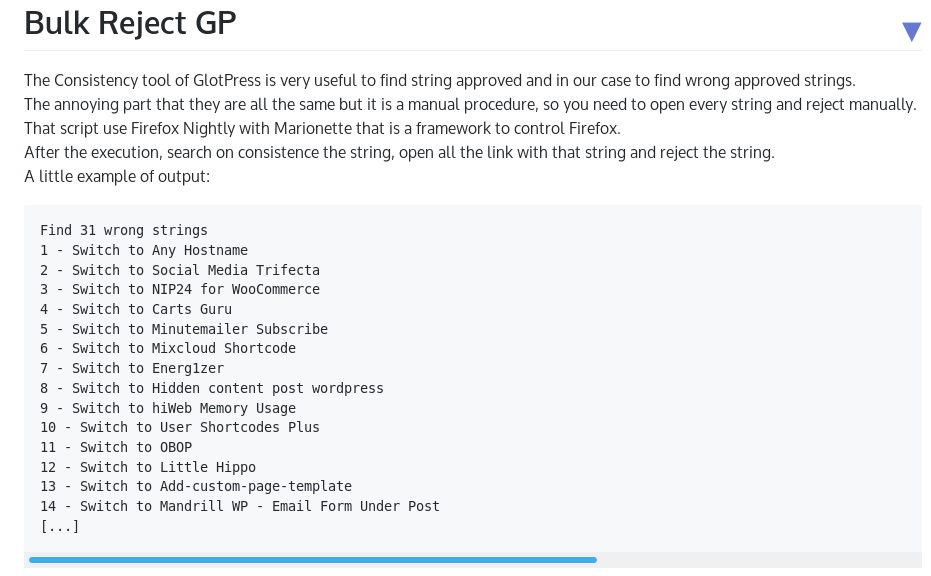 Bulk Reject GP
The Consistency tool of GlotPress is very useful to find string approved and in our case to find wrong approved strings.
The annoying part that they are all the same but it is a manual procedure, so you need to open every string and reject manually.
That script use Firefox Nightly with Marionette that is a framework to control Firefox.
After the execution, search on consistence the string, open all the link with that string and reject the string.
A little example of output:
Find 31 wrong strings
1 - Switch to Any Hostname
2 - Switch to Social Media Trifecta
3 - Switch to NIP24 for WooCommerce
4 - Switch to Carts Guru
5 - Switch to Minutemailer Subscribe
6 - Switch to Mixcloud Shortcode
7 - Switch to Energ1zer
8 - Switch to Hidden content post wordpress
9 - Switch to hiWeb Memory Usage
10 - Switch to User Shortcodes Plus
11 - Switch to OBOP
12 - Switch to Little Hippo
13 - Switch to Add-custom-page-template
14 - Switch to Mandrill WP - Email Form Under Post
[...]